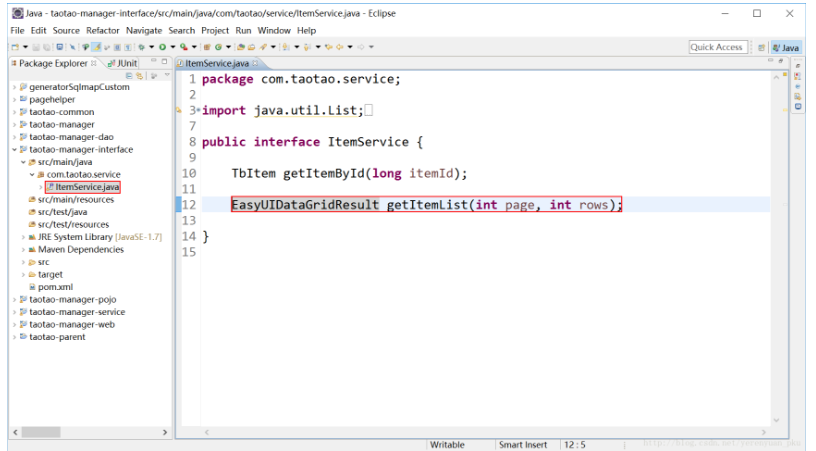 Java - taotao-manager-interface/src/main/java/com/taotao/service/ItemService.java - Eclipse
File Edit Source Refactor Navigate Search Project Run Window Help
Quick Access
Java
Package Explorer
JUnit
generatorSqlmapCustom
pagehelper
taotao-common
taotao-manager
taotao-manager-dao
taotao-manager-interface
src/main/java
com.taotao.service
ItemService.java
src/main/resources
src/test/java
src/test/resources
JRE System Library [JavaSE-1.7]
Maven Dependencies
src
target
pom.xml
taotao-manager-pojo
taotao-manager-service
taotao-manager-web
taotao-parent
ItemService.java
1 package com.taotao.service;
2
3 import java.util.List;
7
8 public interface ItemService {
9
10 TbItem getItemById(long itemId);
11
12 EasyUIDataGridResult getItemList(int page, int rows);
13
14 }
15
Writable
Smart Insert
12 : 5